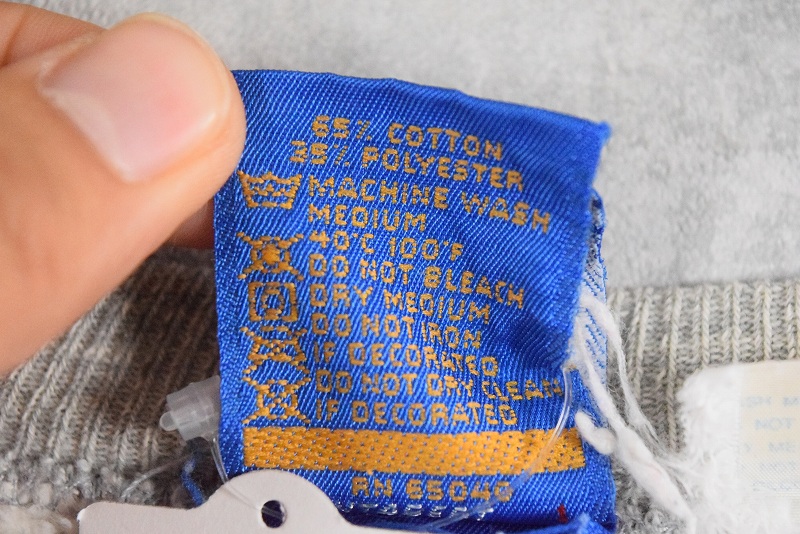 65% COTTON
35% POLYESTER
MACHINE WASH
MEDIUM
40°C 100°F
DO NOT BLEACH
DRY MEDIUM
DO NOT IRON
IF DECORATED
DO NOT DRY CLEAN
IF DECORATED
RN 65040
NOT